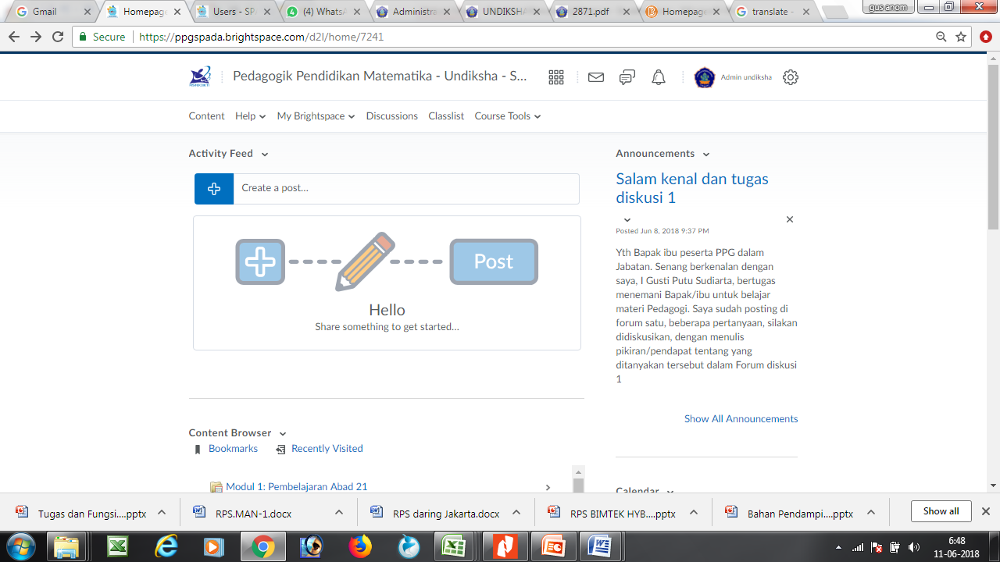 Gmail
Homepage
Users - SPA
(4) WhatsA
Administra
UNDIKSHA
2871.pdf
Homepage
translate -
gus anom
Secure
https://ppgspada.brightspace.com/d2l/home/7241
Pedagogik Pendidikan Matematika - Undiksha - S...
Admin undiksha
Content Help My Brightspace Discussions Classlist Course Tools
Activity Feed
Create a post...
Post
Hello
Share something to get started...
Content Browser
Bookmarks Recently Visited
Modul 1: Pembelajaran Abad 21
Announcements
Salam kenal dan tugas
diskusi 1
Posted Jun 8, 2018 9:37 PM
Yth Bapak ibu peserta PPG dalam
Jabatan. Senang berkenalan dengan
saya, I Gusti Putu Sudiarta, bertugas
menemani Bapak/ibu untuk belajar
materi Pedagogi. Saya sudah posting di
forum satu, beberapa pertanyaan, silakan
didiskusikan, dengan menulis
pikiran/pendapat tentang yang
ditanyakan tersebut dalam Forum diskusi
1
Show All Announcements
Calendar
Tugas dan Fungsi....pptx
RPS.MAN-1.docx
RPS daring Jakarta.docx
RPS BIMTEK HYB....pptx
Bahan Pendampi....pptx
Show all
6:48
11-06-2018